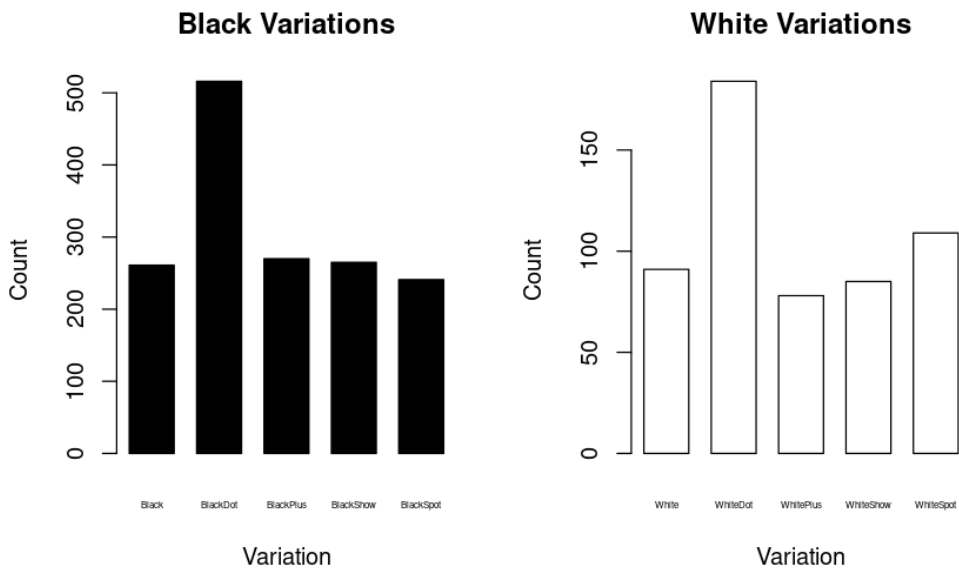 Black Variations
Count
500
400
300
200
100
0
Black BlackDot BlackPlus BlackShow BlackSpot
Variation
White Variations
Count
150
100
50
0
White WhiteDot WhitePlus WhiteShow WhiteSpot
Variation